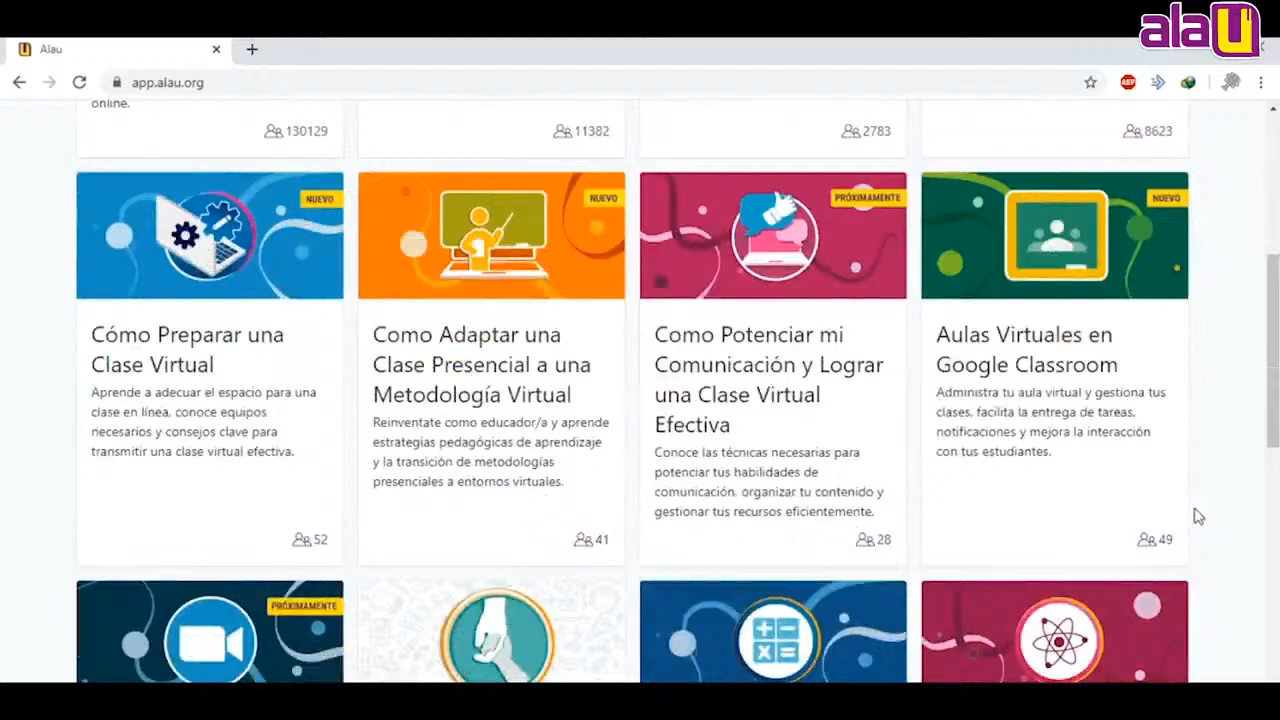 alaU
Alau
app.alau.org
ABP
online.
130129
11382
2783
8623
NUEVO
NUEVO
PRÓXIMAMENTE
NUEVO
Cómo Preparar una
Clase Virtual
Aprende a adecuar el espacio para una
clase en línea, conoce equipos
necesarios y consejos clave para
transmitir una clase virtual efectiva.
52
Como Adaptar una
Clase Presencial a una
Metodología Virtual
Reinventate como educador/a y aprende
estrategias pedagógicas de aprendizaje
y la transición de metodologías
presenciales a entornos virtuales.
41
Como Potenciar mi
Comunicación y Lograr
una Clase Virtual
Efectiva
Conoce las técnicas necesarias para
potenciar tus habilidades de
comunicación, organizar tu contenido y
gestionar tus recursos eficientemente.
28
Aulas Virtuales en
Google Classroom
Administra tu aula virtual y gestiona tus
clases, facilita la entrega de tareas,
notificaciones y mejora la interacción
con tus estudiantes.
49
PRÓXIMAMENTE